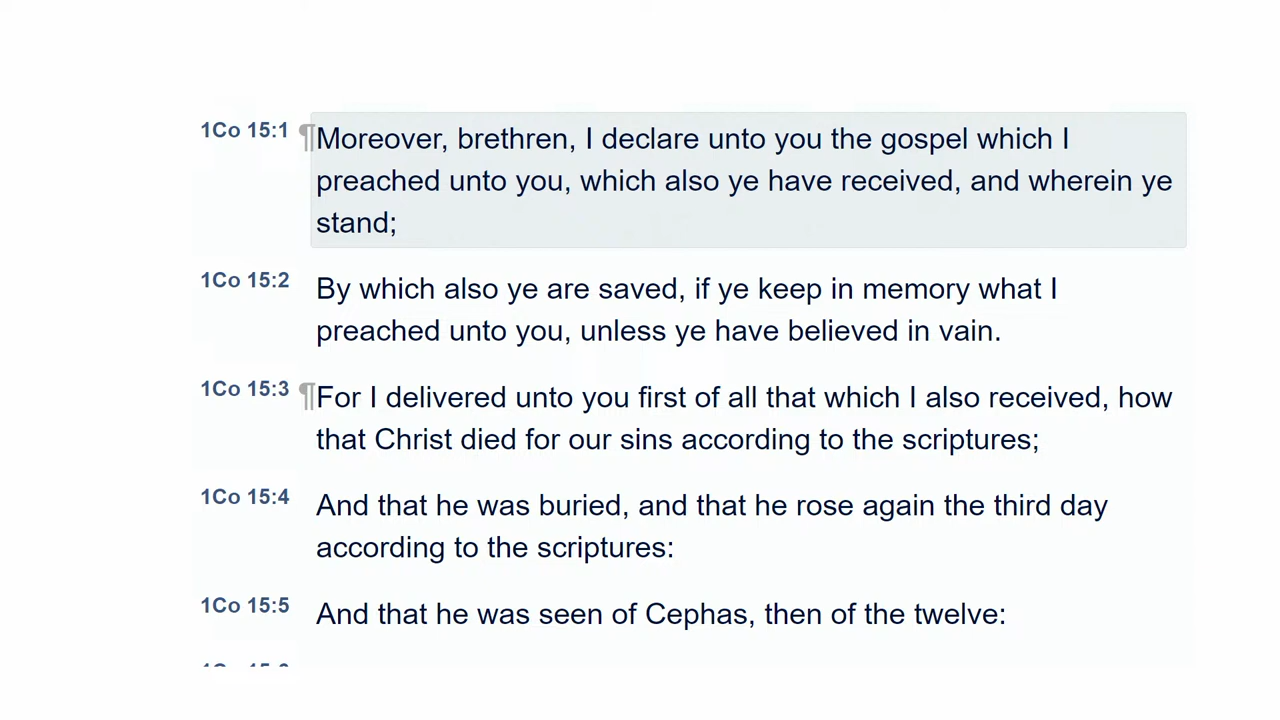 1Co 15:1 ¶Moreover, brethren, I declare unto you the gospel which I
preached unto you, which also ye have received, and wherein ye
stand;
1Co 15:2 By which also ye are saved, if ye keep in memory what I
preached unto you, unless ye have believed in vain.
1Co 15:3 ¶For I delivered unto you first of all that which I also received, how
that Christ died for our sins according to the scriptures;
1Co 15:4 And that he was buried, and that he rose again the third day
according to the scriptures:
1Co 15:5 And that he was seen of Cephas, then of the twelve: